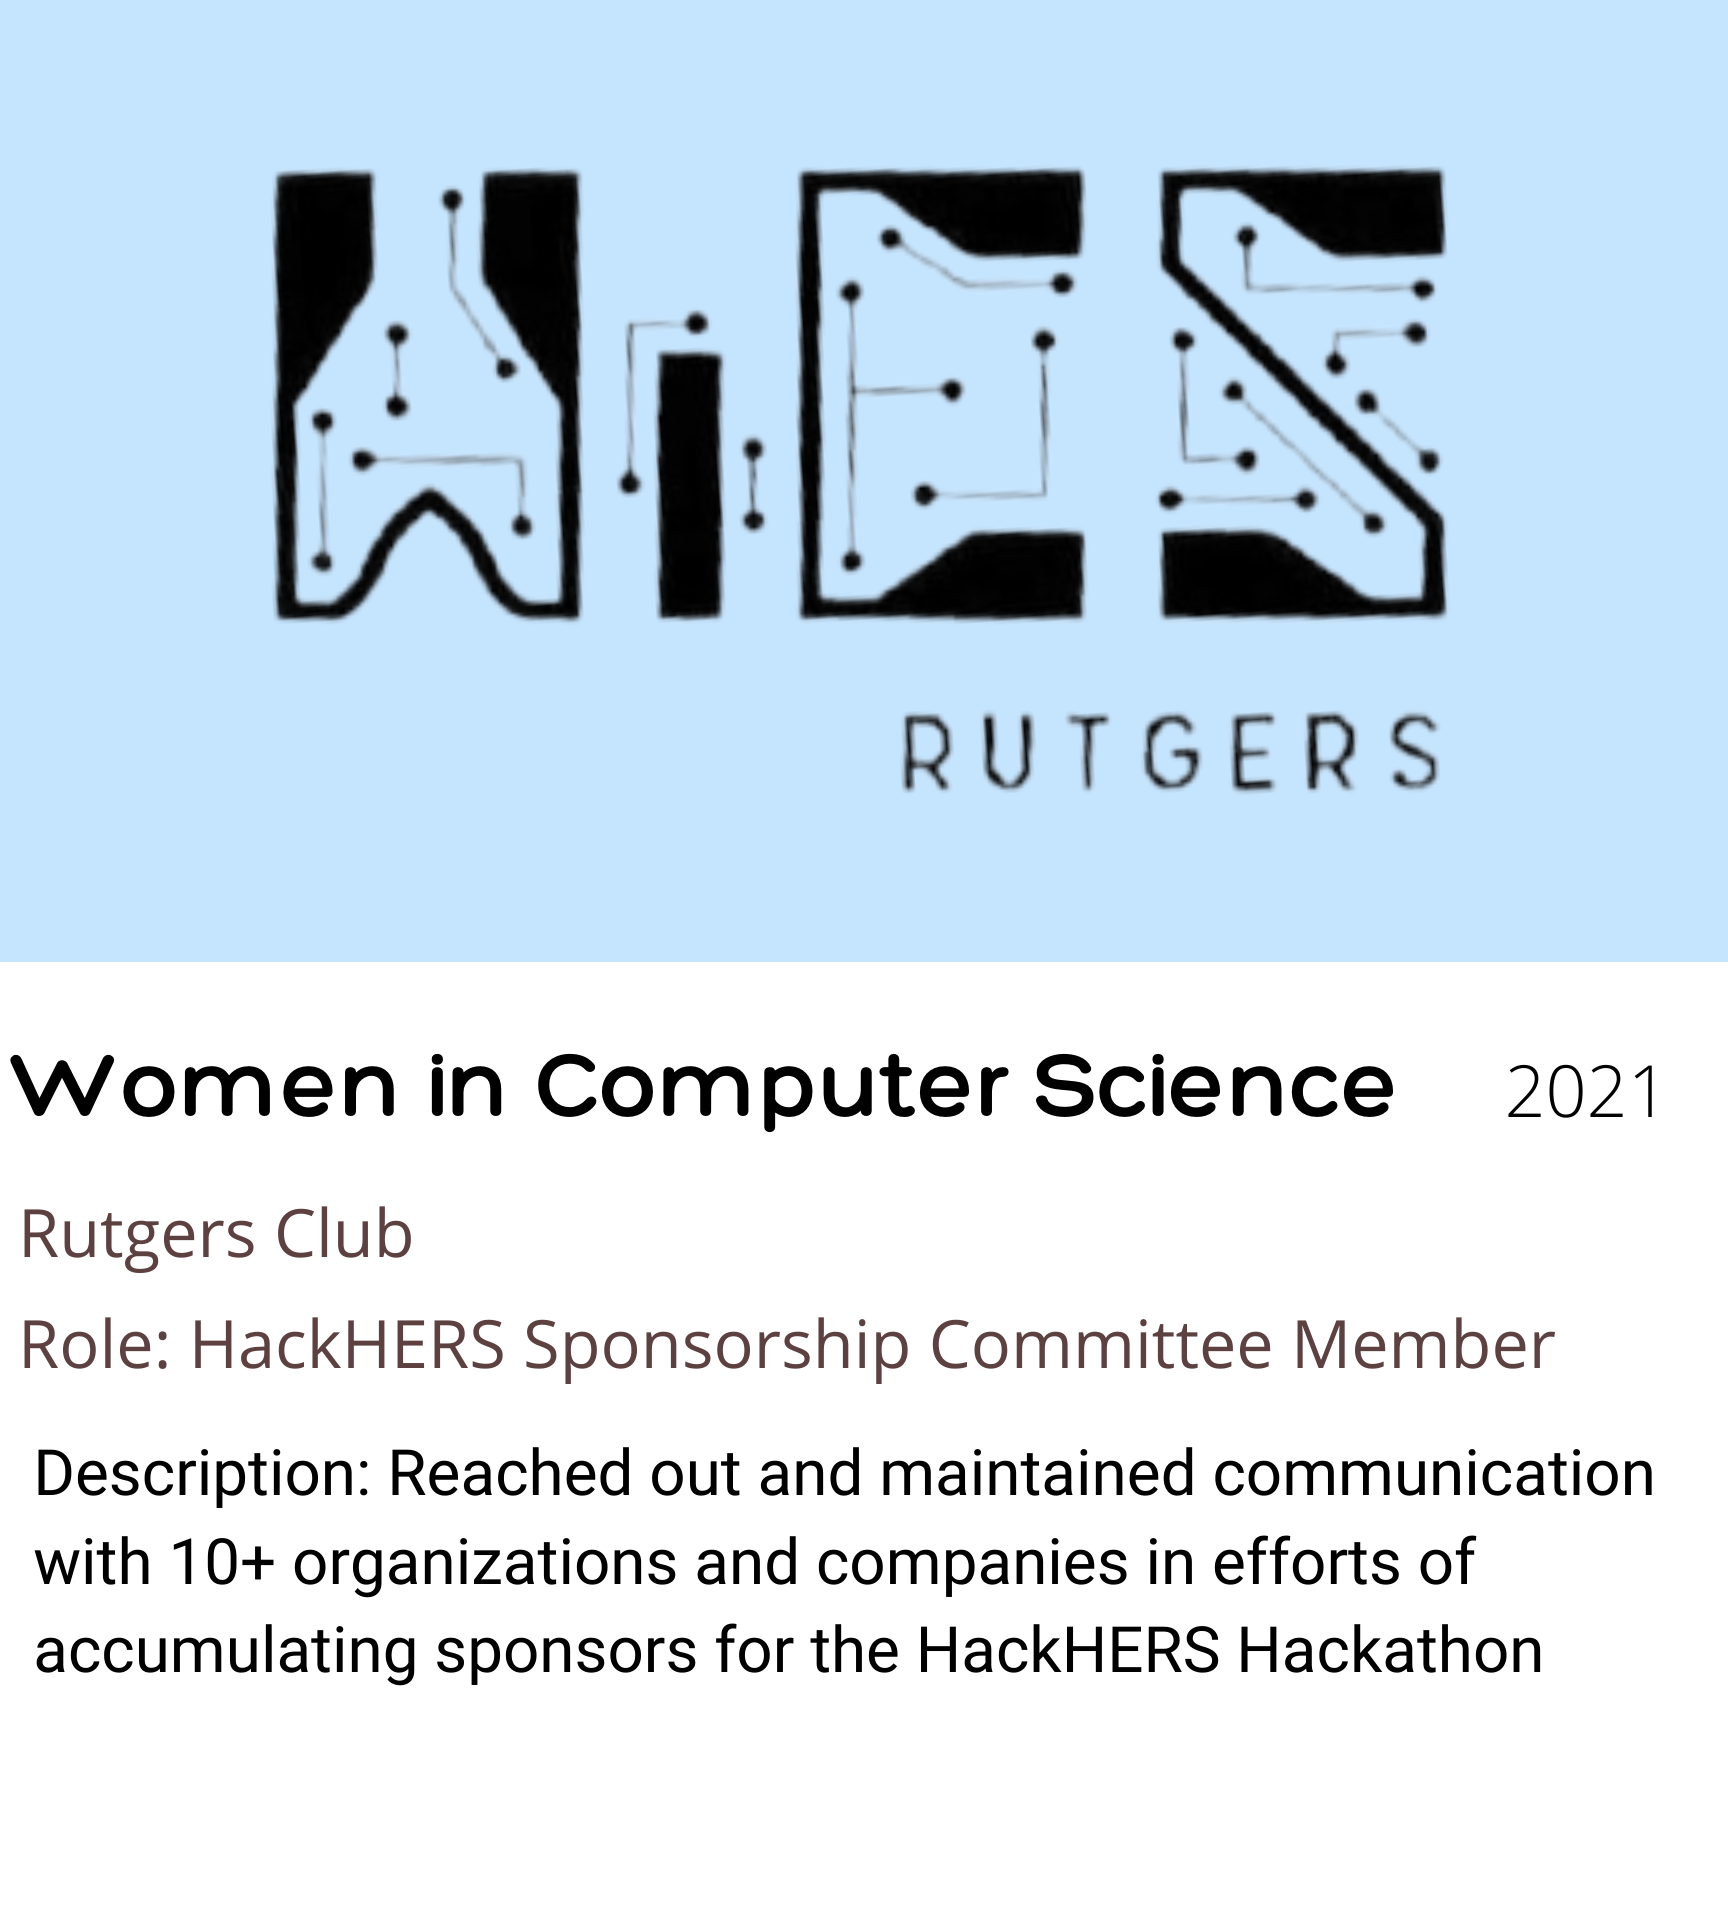 WiCS
RUTGERS
Women in Computer Science 2021
Rutgers Club
Role: HackHERS Sponsorship Committee Member
Description: Reached out and maintained communication
with 10+ organizations and companies in efforts of
accumulating sponsors for the HackHERS Hackathon